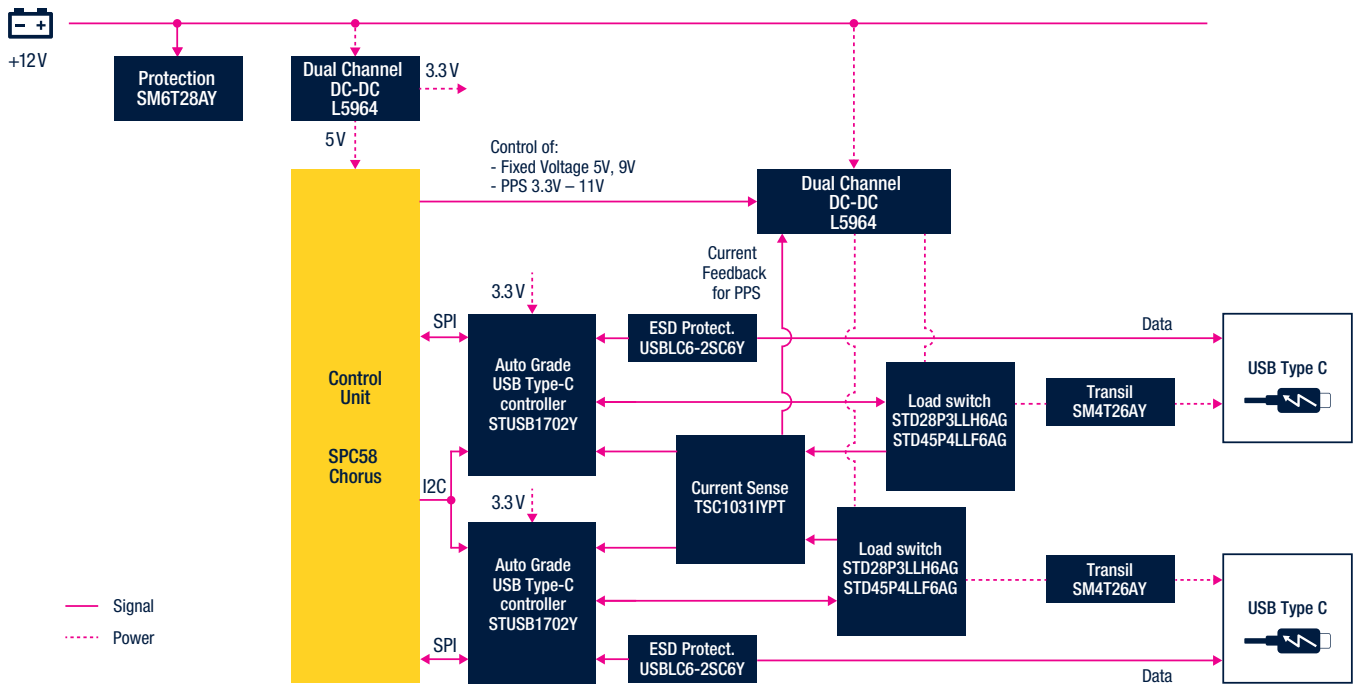 +12V
Protection
SM6T28AY
Dual Channel
DC-DC
L5964
3.3 V
5 V
Control of:
- Fixed Voltage 5V, 9V
- PPS 3.3V – 11V
Dual Channel
DC-DC
L5964
Current
Feedback
for PPS
Control
Unit
SPC58
Chorus
SPI
3.3 V
Auto Grade
USB Type-C
controller
STUSB1702Y
ESD Protect.
USBLC6-2SC6Y
Data
USB Type C
Load switch
STD28P3LLH6AG
STD45P4LLF6AG
Transil
SM4T26AY
I2C
Current Sense
TSC1031IYPT
3.3 V
Auto Grade
USB Type-C
controller
STUSB1702Y
Load switch
STD28P3LLH6AG
STD45P4LLF6AG
Transil
SM4T26AY
USB Type C
SPI
ESD Protect.
USBLC6-2SC6Y
Data
Signal
Power